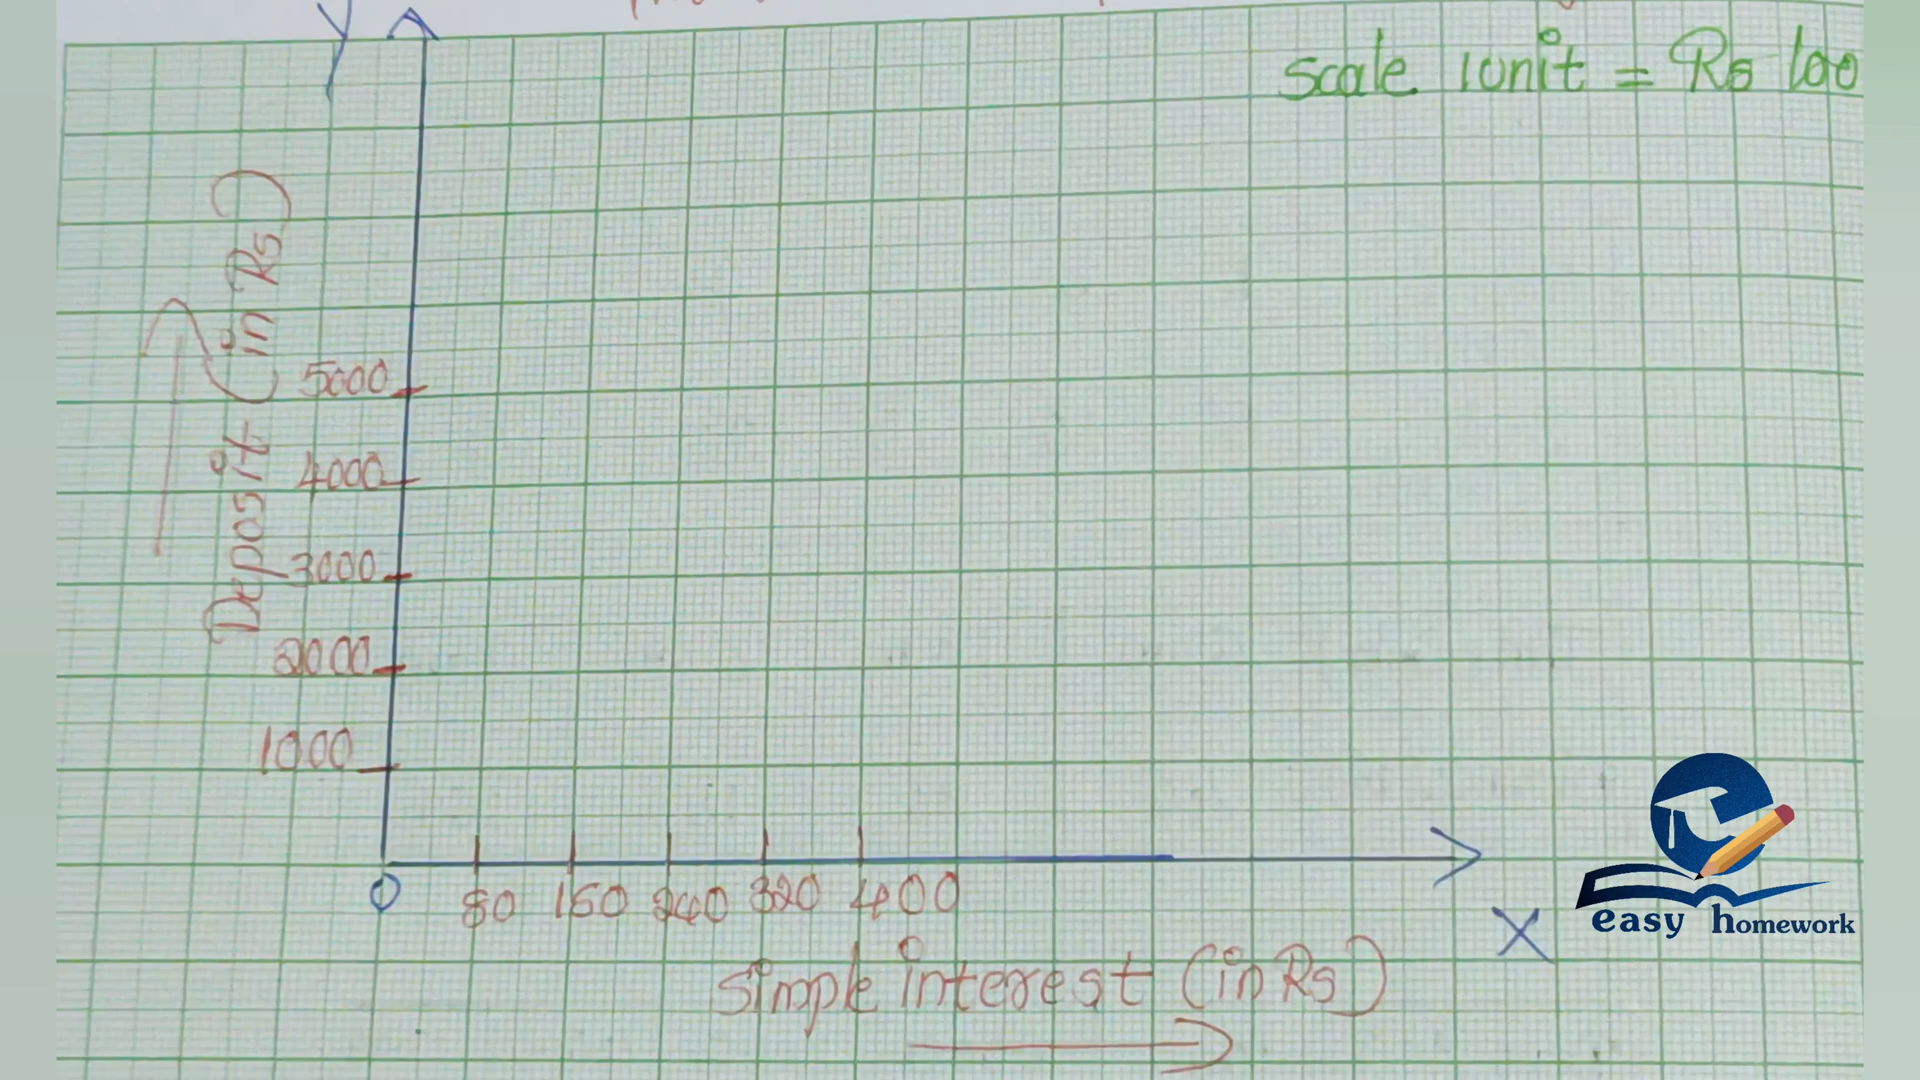 y
scale 1unit = Rs 100
Deposit (in Rs)
5000
4000
3000
2000
1000
0 80 160 240 320 400
X
Simple interest (in Rs)
easy homework